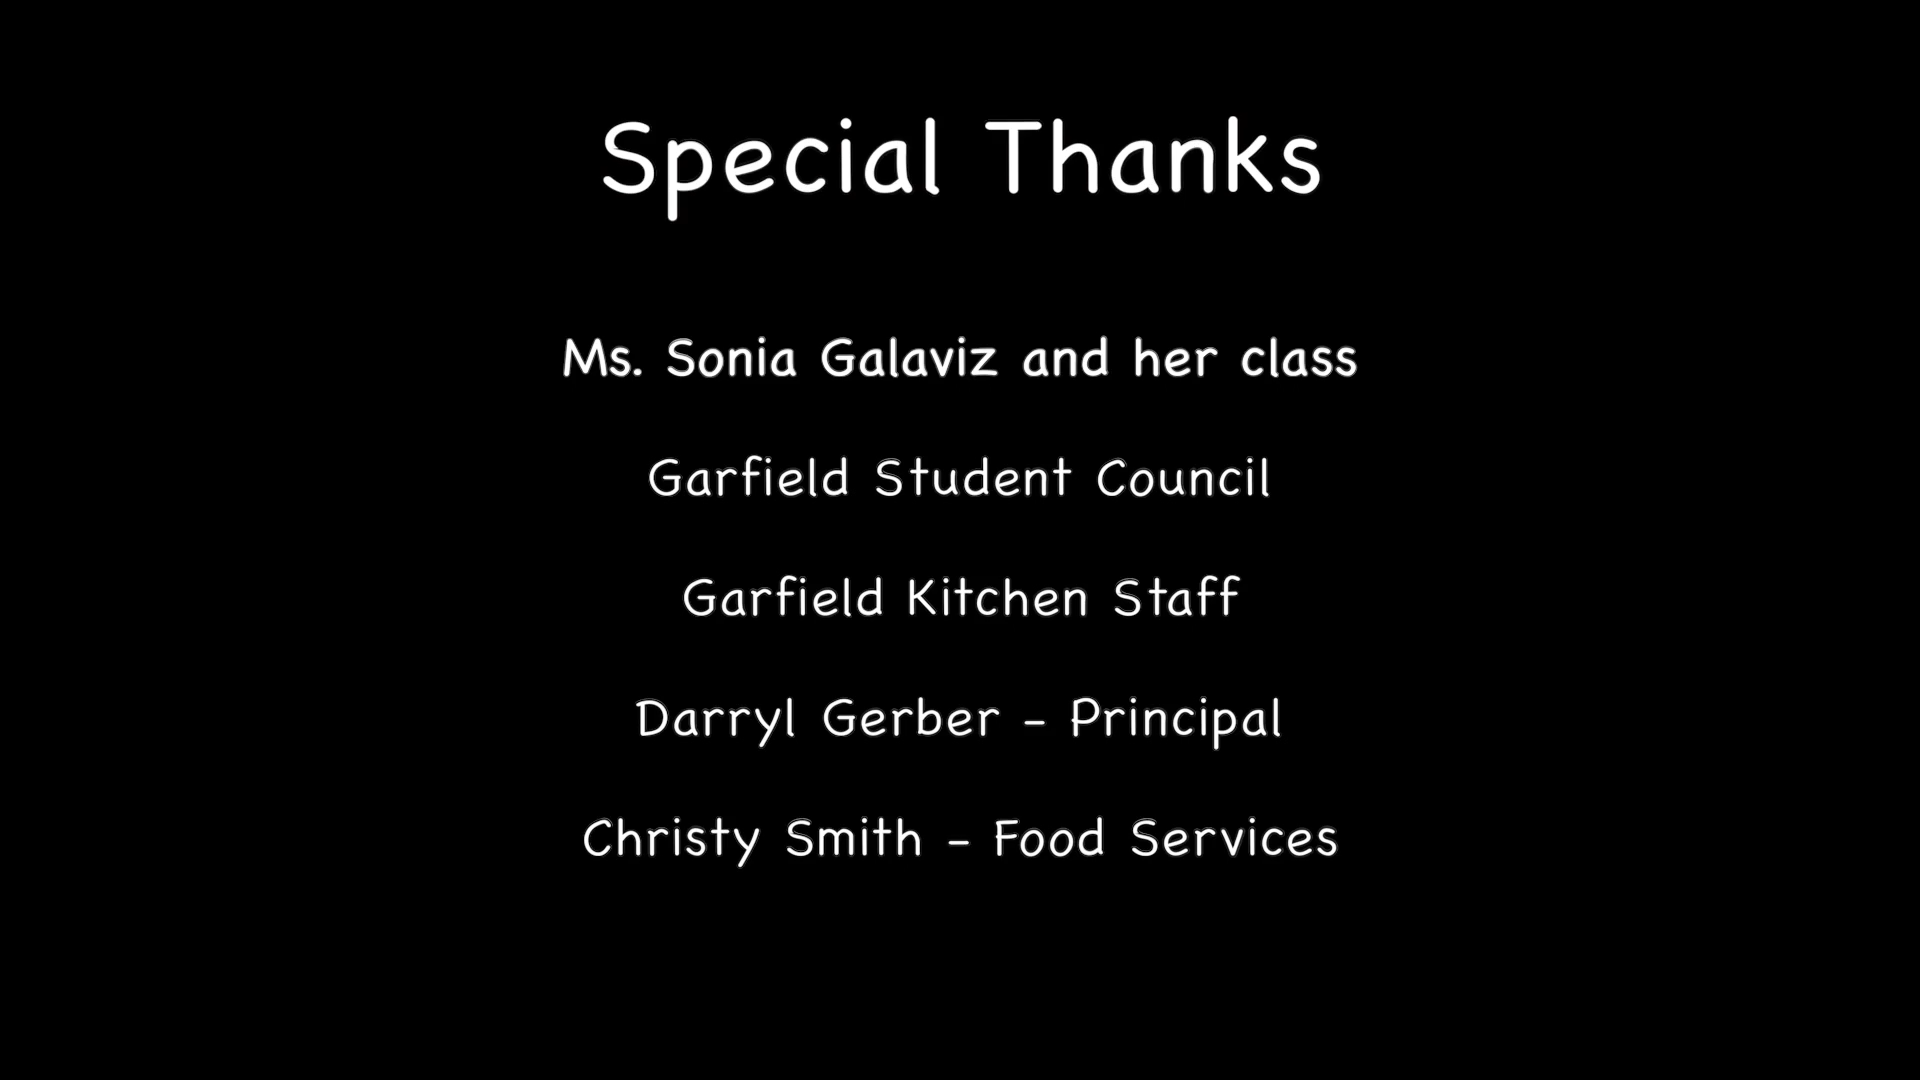 Special Thanks
Ms. Sonia Galaviz and her class
Garfield Student Council
Garfield Kitchen Staff
Darryl Gerber - Principal
Christy Smith - Food Services